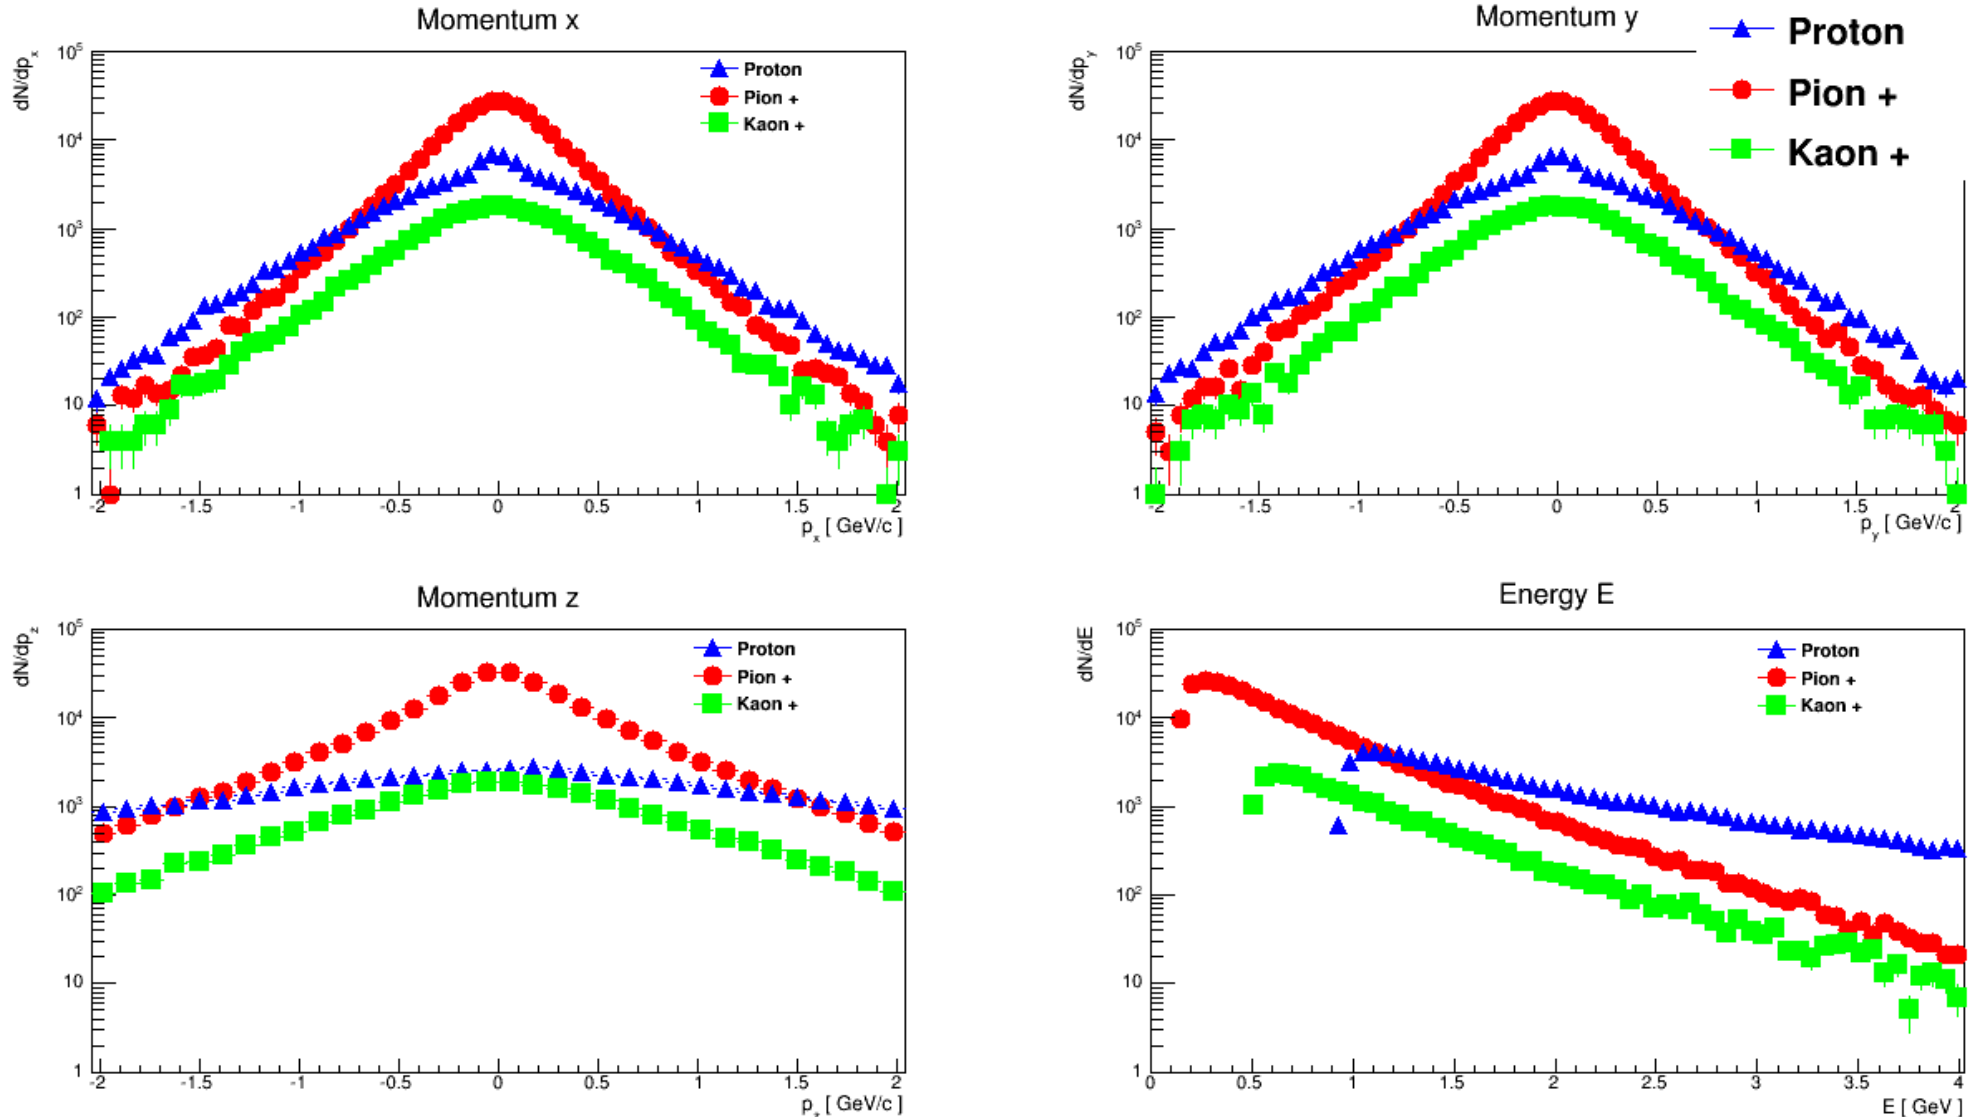 Momentum x
dN/dpx
10^5
10^4
10^3
10^2
10
1
Proton
Pion +
Kaon +
-2 -1.5 -1 -0.5 0 0.5 1 1.5 2
px [ GeV/c ]
Momentum y
dN/dpy
10^5
10^4
10^3
10^2
10
1
Proton
Pion +
Kaon +
-2 -1.5 -1 -0.5 0 0.5 1 1.5 2
py [ GeV/c ]
Momentum z
dN/dpz
10^5
10^4
10^3
10^2
10
1
Proton
Pion +
Kaon +
-2 -1.5 -1 -0.5 0 0.5 1 1.5 2
pz [ GeV/c ]
Energy E
dN/dE
10^5
10^4
10^3
10^2
10
1
Proton
Pion +
Kaon +
0 0.5 1 1.5 2 2.5 3 3.5 4
E [ GeV ]